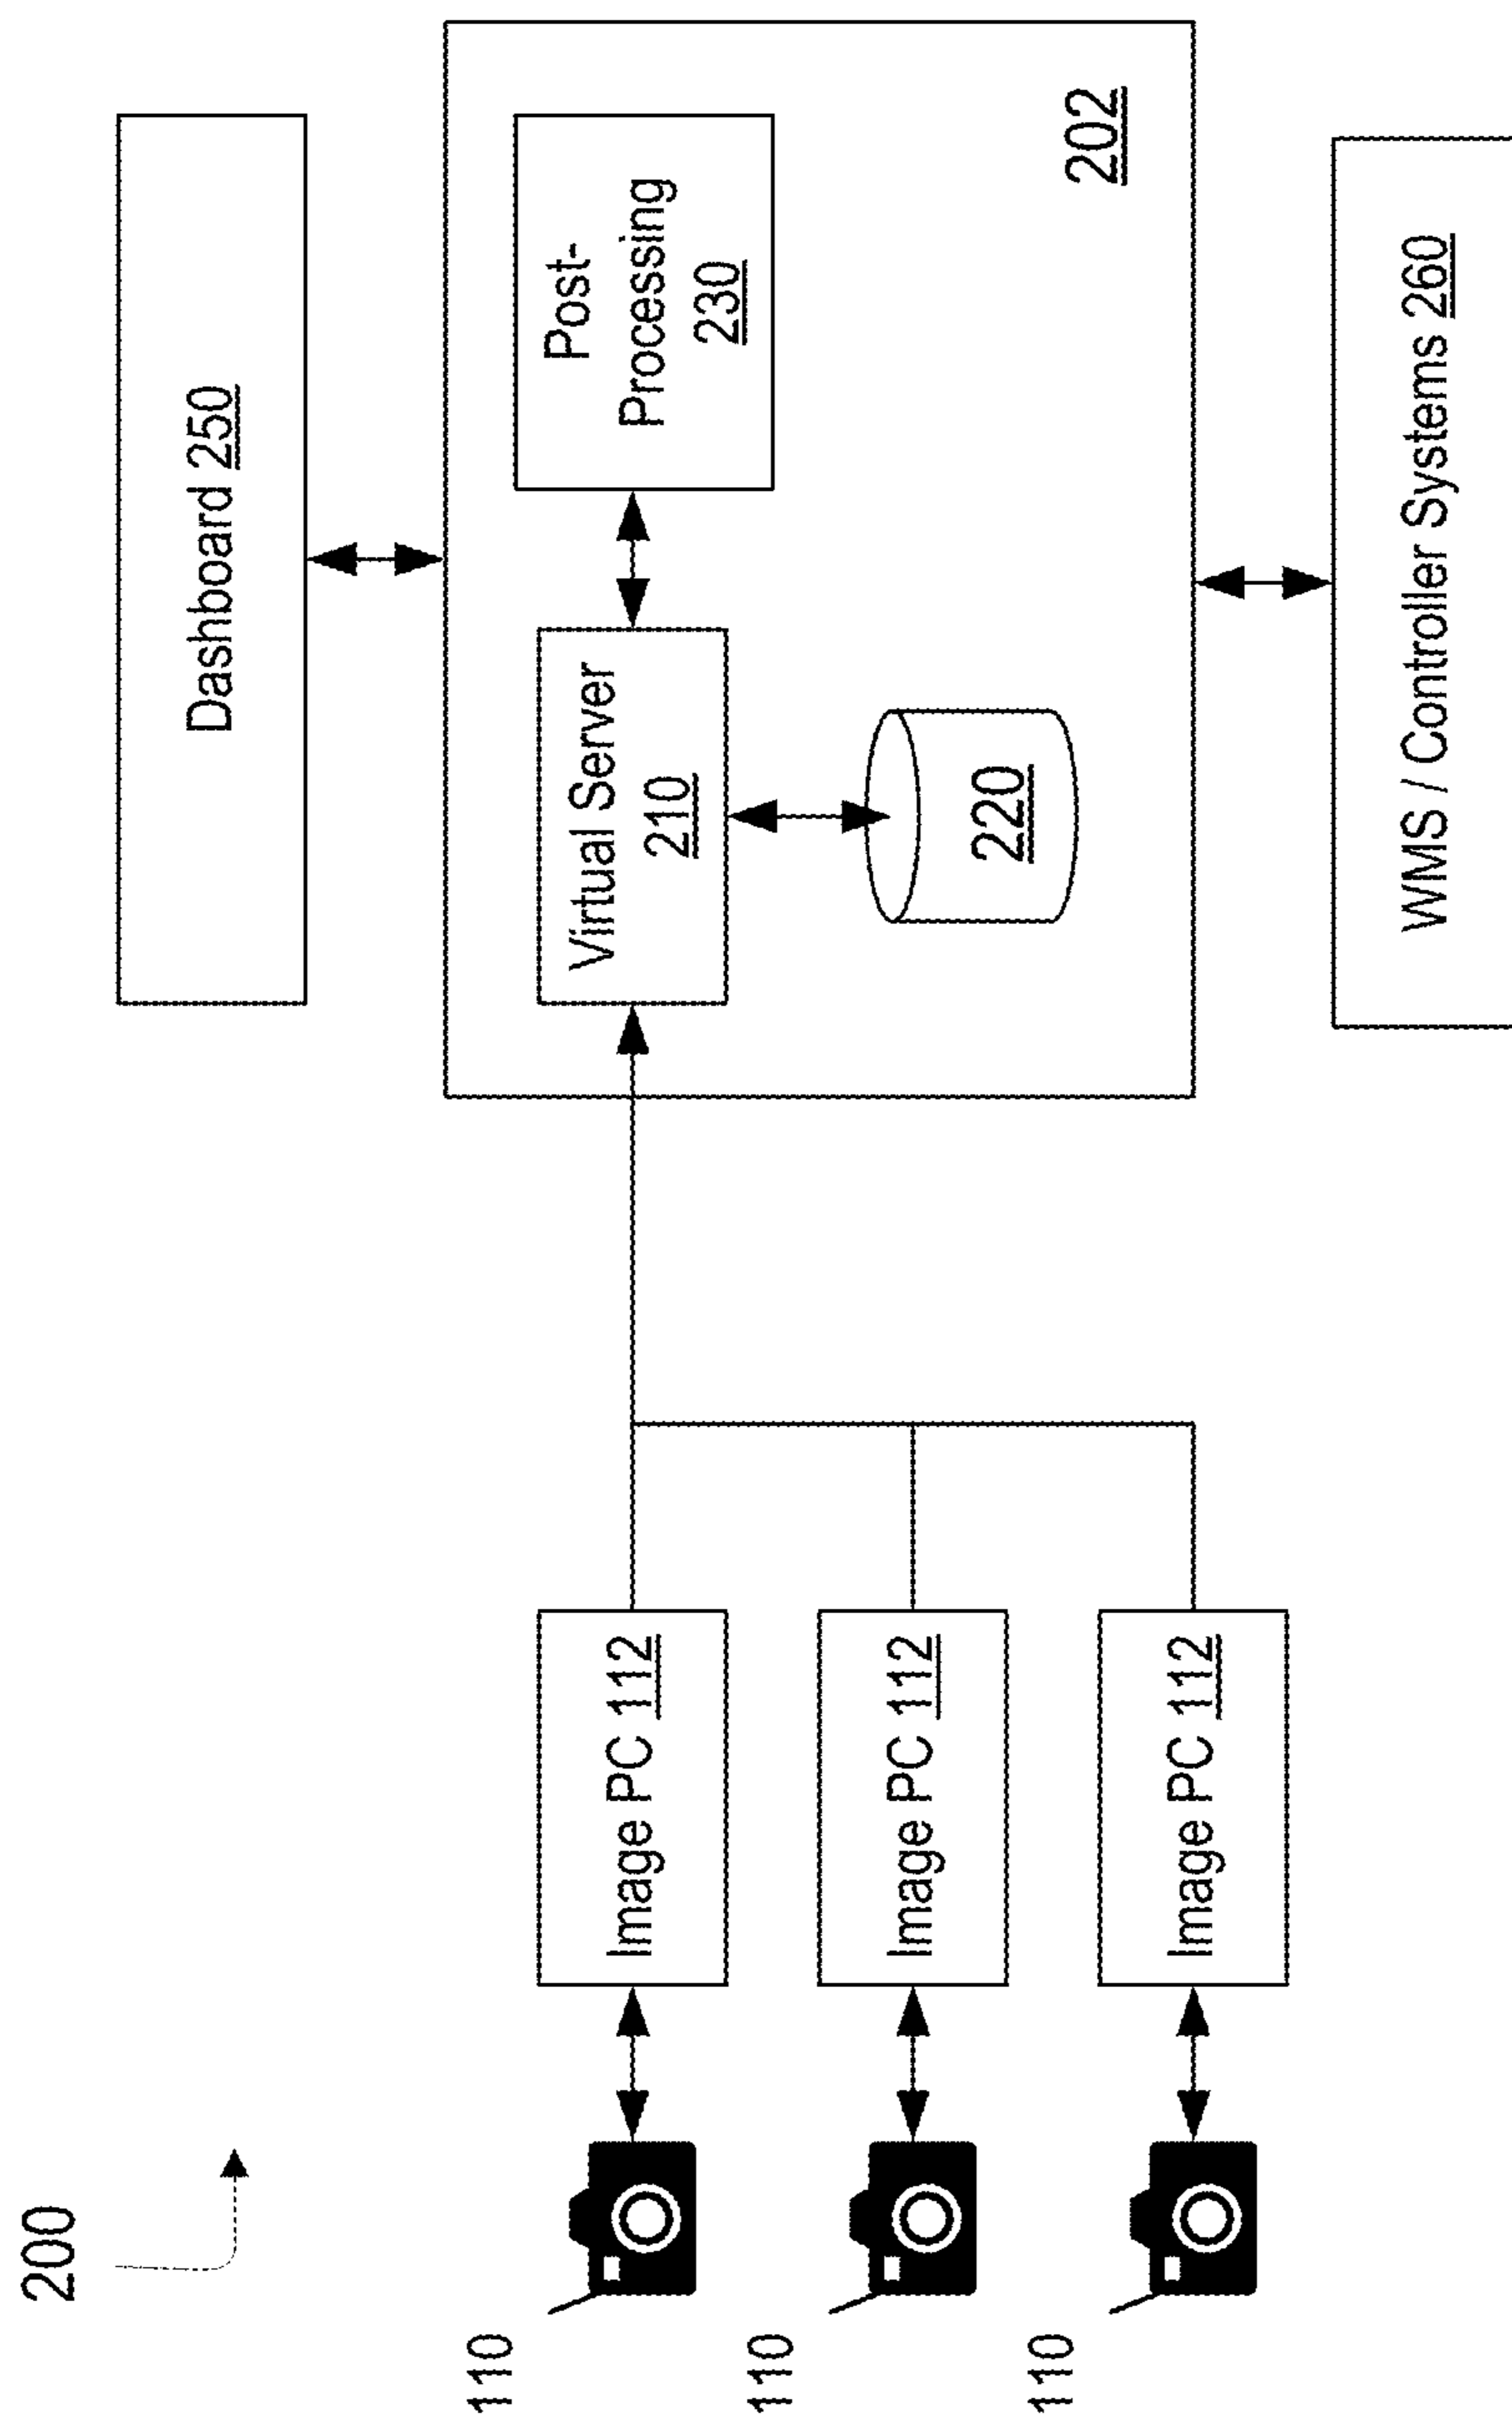 200
Dashboard 250
Post-
Processing
230
Virtual Server
210
220
202
WMS / Controller Systems 260
Image PC 112
Image PC 112
Image PC 112
110
110
110